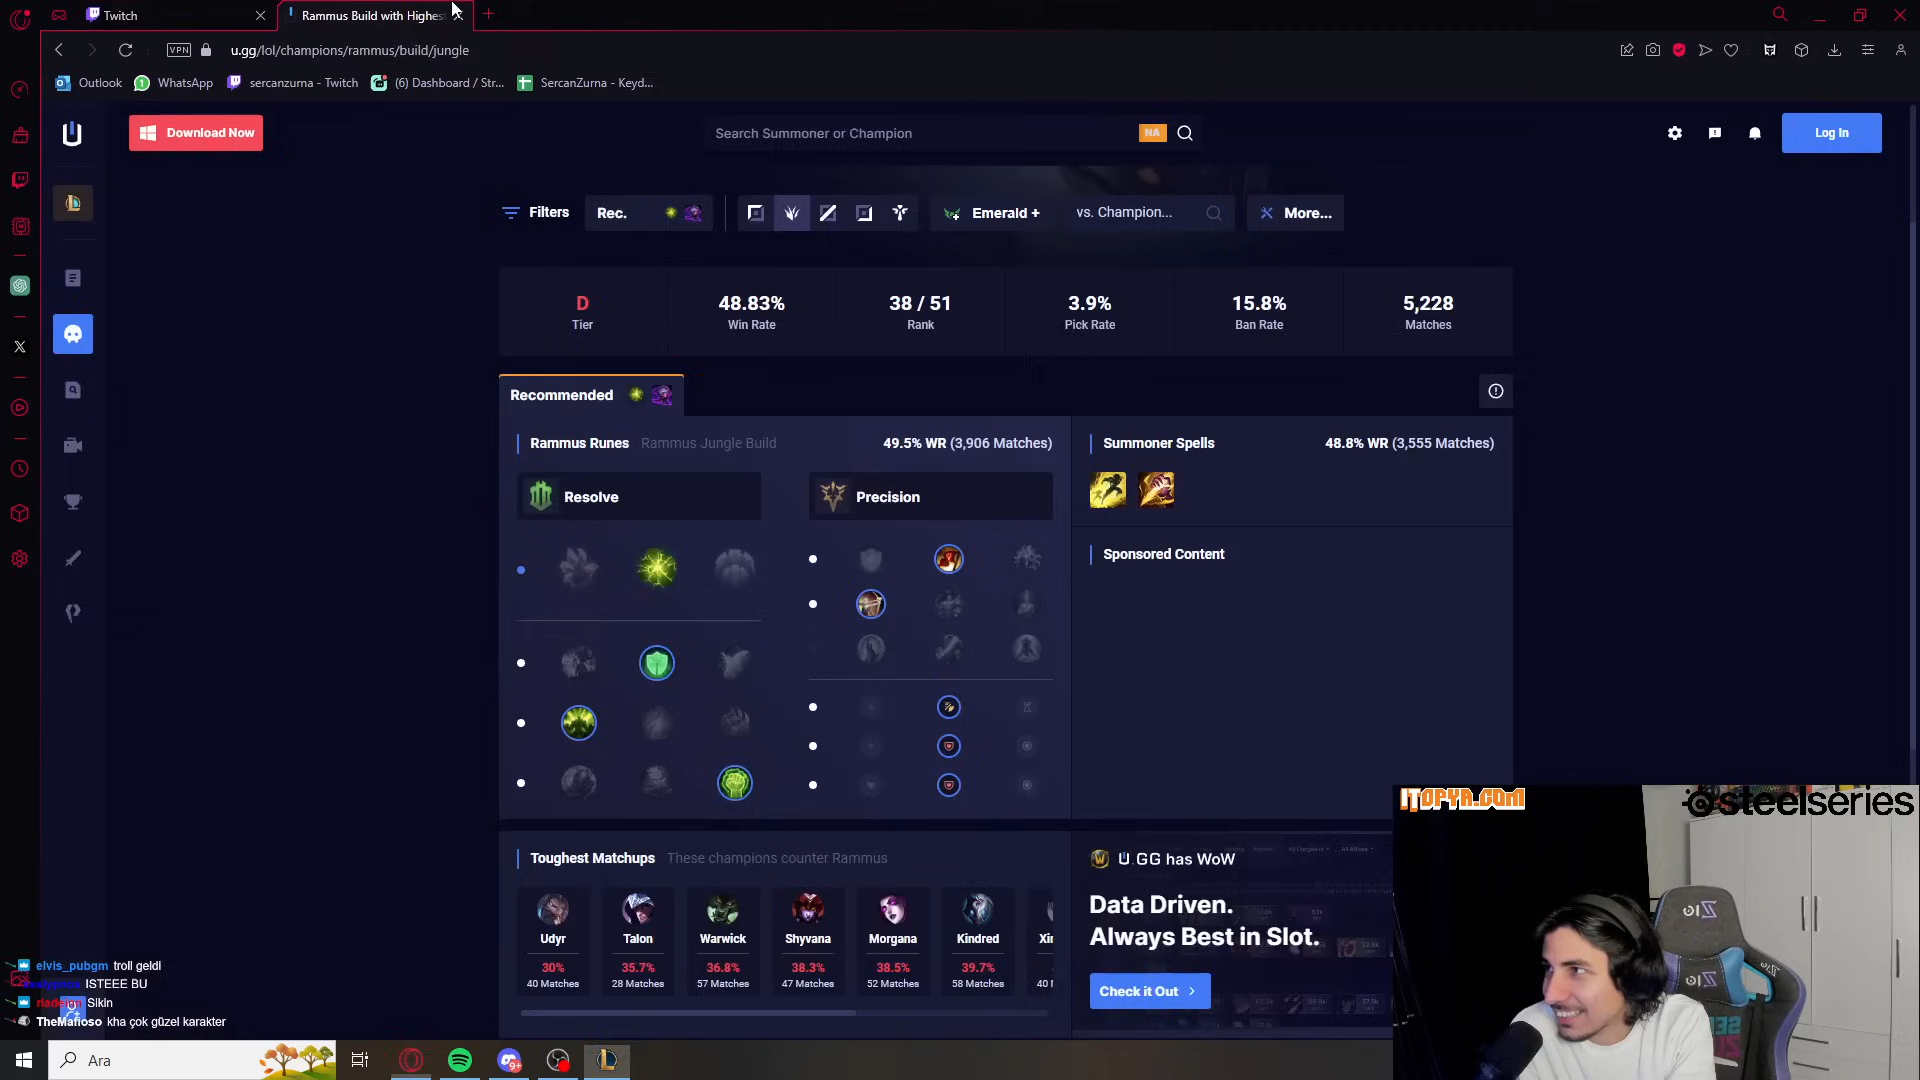 Twitch
Rammus Build with Highes
VPN
u.gg/lol/champions/rammus/build/jungle
Outlook
WhatsApp
sercanzurna - Twitch
(6) Dashboard / Str...
SercanZurna - Keyd...
Download Now
Search Summoner or Champion
NA
Log In
Filters
Rec.
Emerald +
vs. Champion...
More...
D
Tier
48.83%
Win Rate
38 / 51
Rank
3.9%
Pick Rate
15.8%
Ban Rate
5,228
Matches
Recommended
Rammus Runes Rammus Jungle Build
49.5% WR (3,906 Matches)
Summoner Spells
48.8% WR (3,555 Matches)
Resolve
Precision
Sponsored Content
Toughest Matchups These champions counter Rammus
Udyr
30%
40 Matches
Talon
35.7%
28 Matches
Warwick
36.8%
57 Matches
Shyvana
38.3%
47 Matches
Morgana
38.5%
52 Matches
Kindred
39.7%
58 Matches
U.GG has WoW
Data Driven.
Always Best in Slot.
Check it Out
ITOPYA.COM
steelseries
elvis_pubgm troll geldi
ISTEEE BU
Sikin
TheMafioso kha çok güzel karakter
Ara
9+